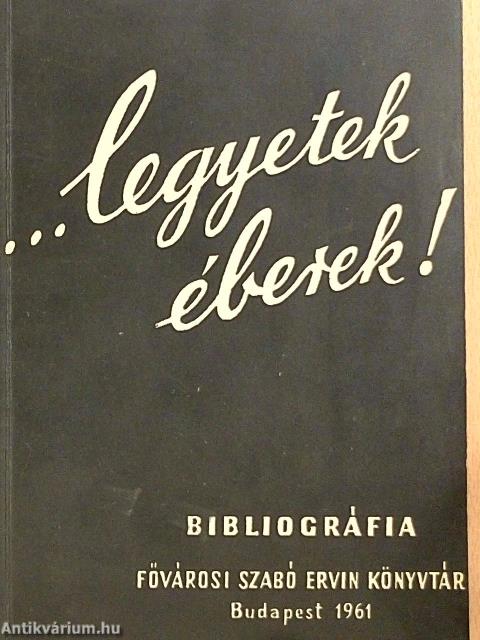 ...legyetek
éberek!
BIBLIOGRÁFIA
FŐVÁROSI SZABÓ ERVIN KÖNYVTÁR
Budapest 1961
Antikvárium.hu